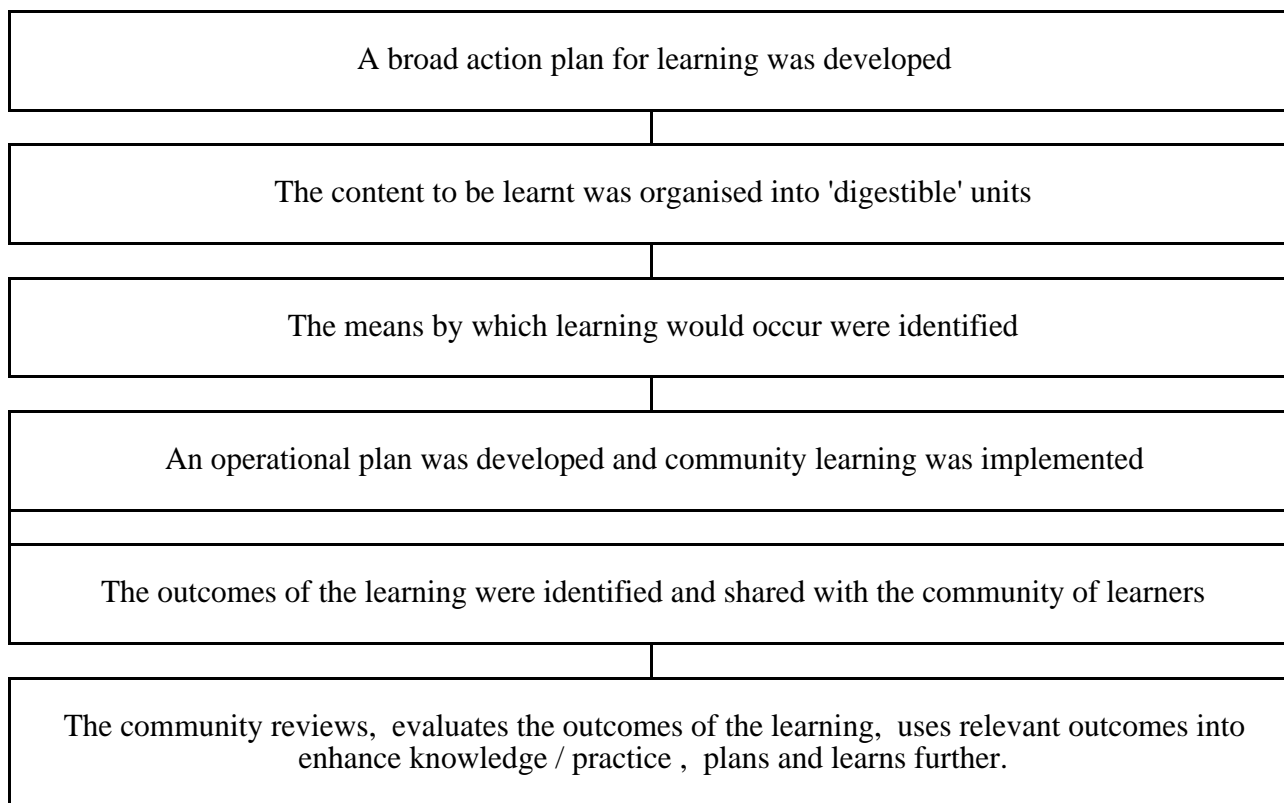 A broad action plan for learning was developed
The content to be learnt was organised into 'digestible' units
The means by which learning would occur were identified
An operational plan was developed and community learning was implemented
The outcomes of the learning were identified and shared with the community of learners
The community reviews,  evaluates the outcomes of the learning,  uses relevant outcomes into
enhance knowledge / practice ,  plans and learns further.